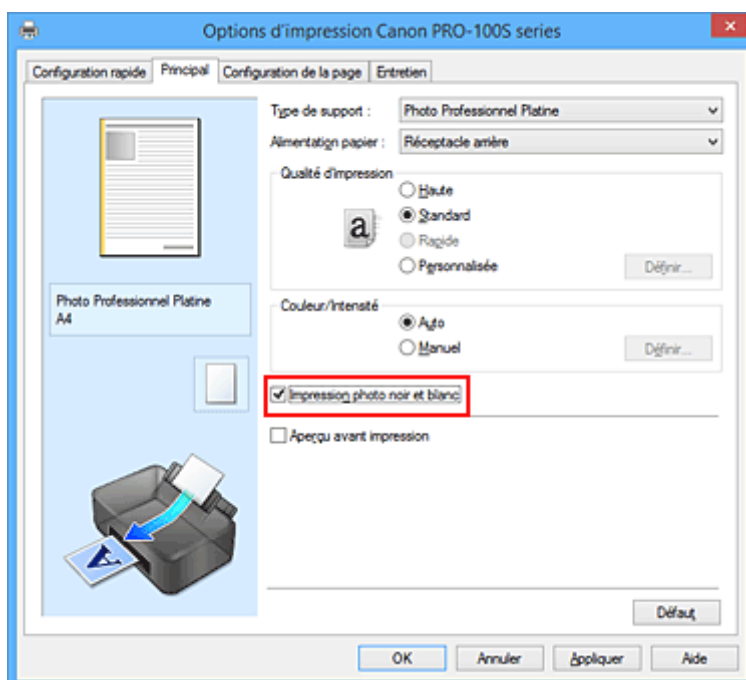 Options d'impression Canon PRO-100S series
Configuration rapide Principal Configuration de la page Entretien
Type de support : Photo Professionnel Platine
Alimentation papier : Réceptacle arrière
Qualité d'impression
Haute
a Standard
Rapide
Personnalisée Définir...
Photo Professionnel Platine
A4
Couleur/Intensité
Auto
Manuel Définir...
Impression photo noir et blanc
Aperçu avant impression
A
Défaut
OK Annuler Appliquer Aide